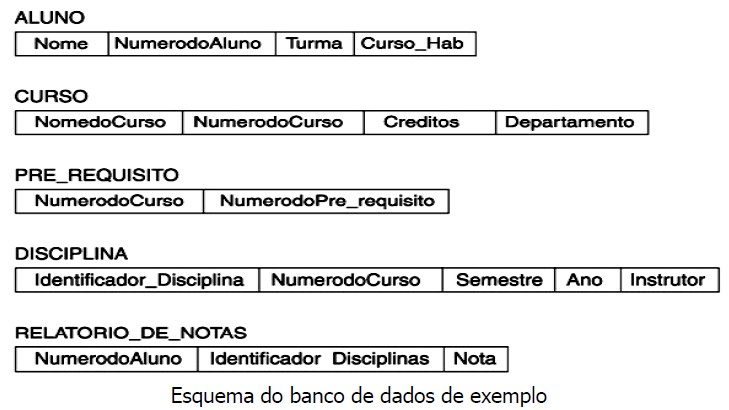 ALUNO
Nome NumerodoAluno Turma Curso_Hab
CURSO
NomedoCurso NumerodoCurso Creditos Departamento
PRE_REQUISITO
NumerodoCurso NumerodoPre_requisito
DISCIPLINA
Identificador_Disciplina NumerodoCurso Semestre Ano Instrutor
RELATORIO_DE_NOTAS
NumerodoAluno Identificador Disciplinas Nota
Esquema do banco de dados de exemplo